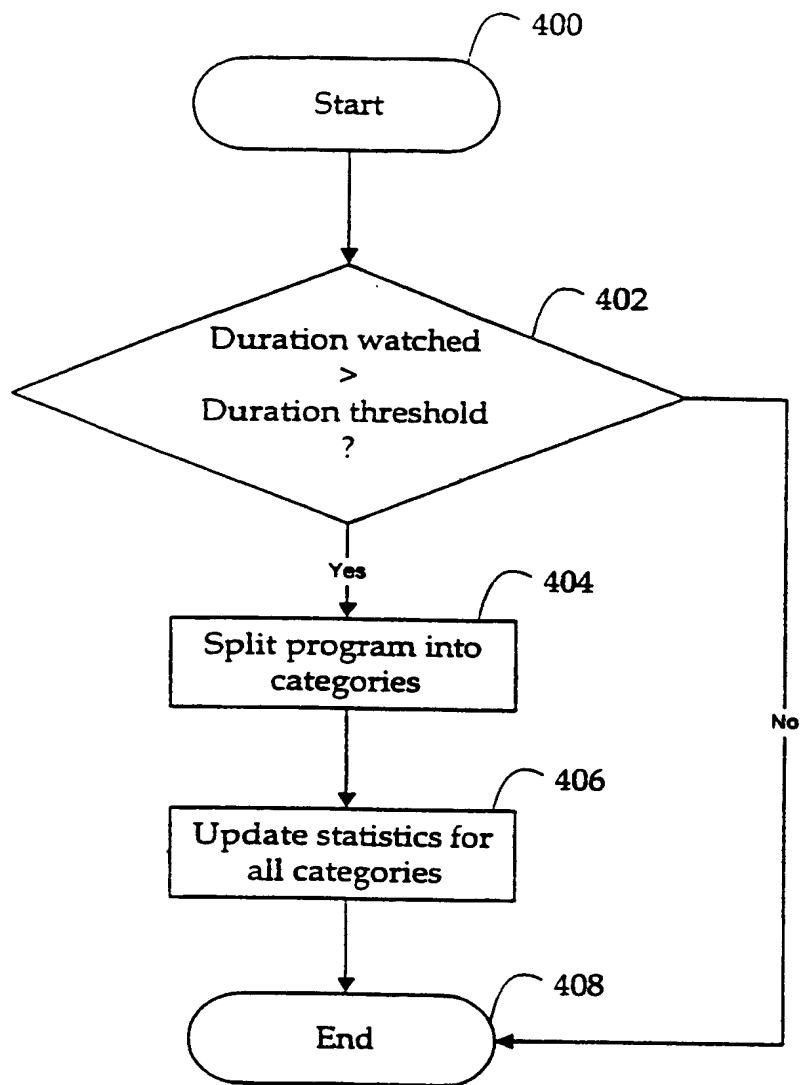 400
Start
402
Duration watched
>
Duration threshold
?
Yes
404
Split program into
categories
No
406
Update statistics for
all categories
408
End